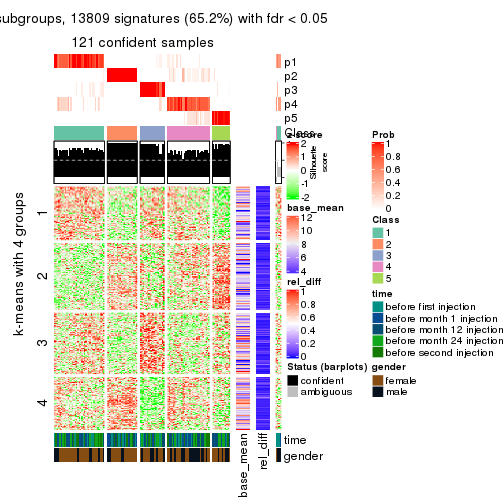 subgroups, 13809 signatures (65.2%) with fdr < 0.05
121 confident samples
p1
p2
p3
p4
p5
Class
Silhouette
score
k-means with 4 groups
1
2
3
4
base_mean
rel_diff
time
gender
z-score
2
1
0
-1
-2
base_mean
12
10
8
6
4
rel_diff
1
0.8
0.6
0.4
0.2
0
Status (barplots)
confident
ambiguous
Prob
1
0.8
0.6
0.4
0.2
0
Class
1
2
3
4
5
time
before first injection
before month 1 injection
before month 12 injection
before month 24 injection
before second injection
gender
female
male